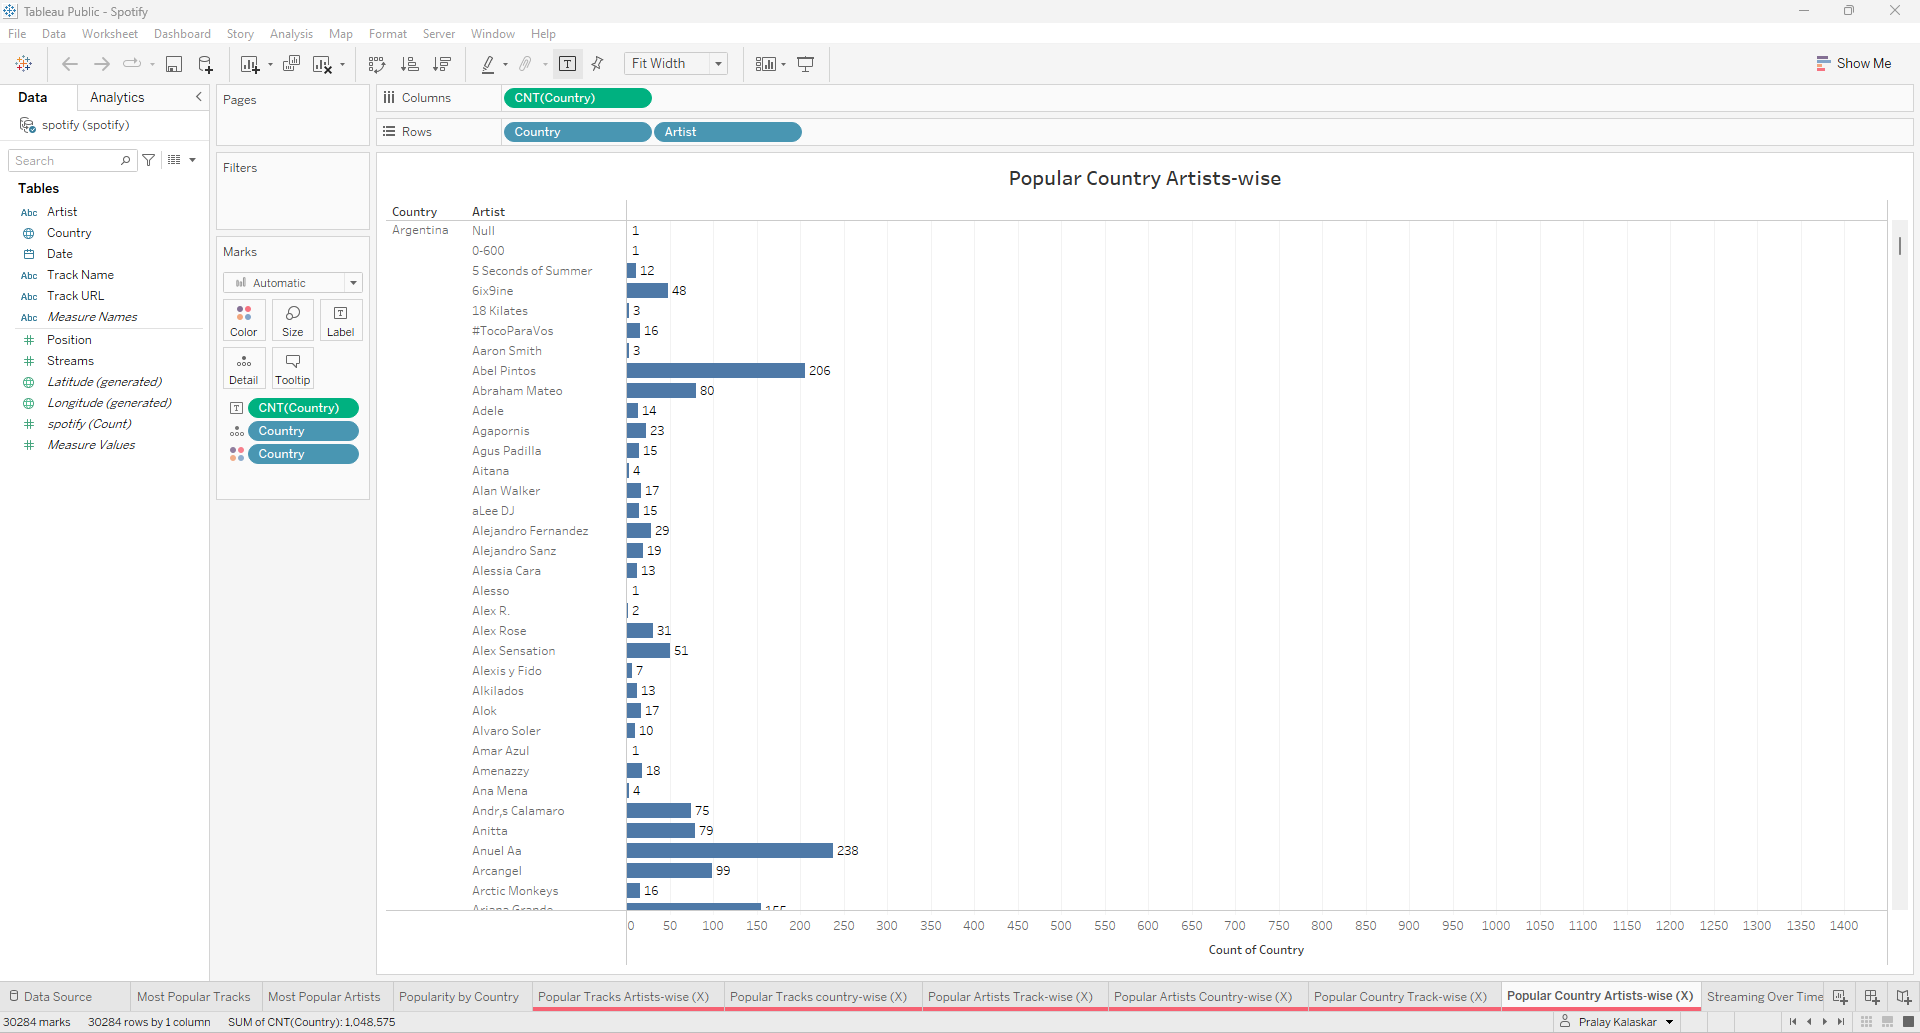 Tableau Public - Spotify
File Data Worksheet Dashboard Story Analysis Map Format Server Window Help
Fit Width
Show Me
Data Analytics
spotify (spotify)
Search
Tables
Abc Artist
Country
Date
Abc Track Name
Abc Track URL
Abc Measure Names
Position
Streams
Latitude (generated)
Longitude (generated)
spotify (Count)
Measure Values
Pages
Filters
Marks
Automatic
Color Size Label
Detail Tooltip
CNT(Country)
Country
Country
Columns CNT(Country)
Rows Country Artist
Popular Country Artists-wise
Country Artist
Argentina Null 1
0-600 1
5 Seconds of Summer 12
6ix9ine 48
18 Kilates 3
#TocoParaVos 16
Aaron Smith 3
Abel Pintos 206
Abraham Mateo 80
Adele 14
Agapornis 23
Agus Padilla 15
Aitana 4
Alan Walker 17
aLee DJ 15
Alejandro Fernandez 29
Alejandro Sanz 19
Alessia Cara 13
Alesso 1
Alex R. 2
Alex Rose 31
Alex Sensation 51
Alexis y Fido 7
Alkilados 13
Alok 17
Alvaro Soler 10
Amar Azul 1
Amenazzy 18
Ana Mena 4
Andr‚s Calamaro 75
Anitta 79
Anuel Aa 238
Arcangel 99
Arctic Monkeys 16
Ariana Grande 155
0 50 100 150 200 250 300 350 400 450 500 550 600 650 700 750 800 850 900 950 1000 1050 1100 1150 1200 1250 1300 1350 1400
Count of Country
Data Source Most Popular Tracks Most Popular Artists Popularity by Country Popular Tracks Artists-wise (X) Popular Tracks country-wise (X) Popular Artists Track-wise (X) Popular Artists Country-wise (X) Popular Country Track-wise (X) Popular Country Artists-wise (X) Streaming Over Time
30284 marks 30284 rows by 1 column SUM of CNT(Country): 1,048,575 Pralay Kalaskar